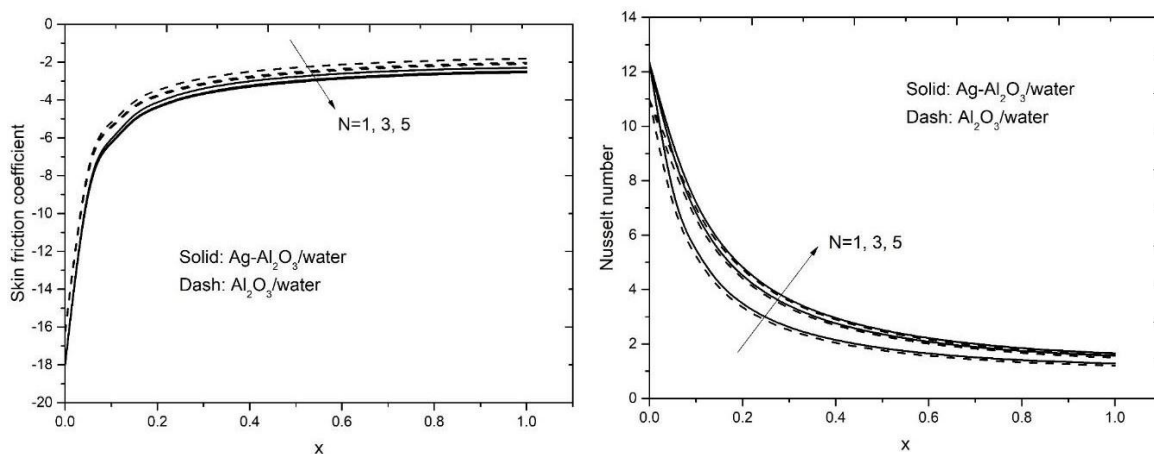 0
-2
-4
-6
-8
-10
-12
-14
-16
-18
-20
Skin friction coefficient
N=1, 3, 5
Solid: Ag-Al₂O₃/water
Dash: Al₂O₃/water
0.0 0.2 0.4 0.6 0.8 1.0
x
14
12
10
8
6
4
2
0
Nusselt number
Solid: Ag-Al₂O₃/water
Dash: Al₂O₃/water
N=1, 3, 5
0.0 0.2 0.4 0.6 0.8 1.0
x